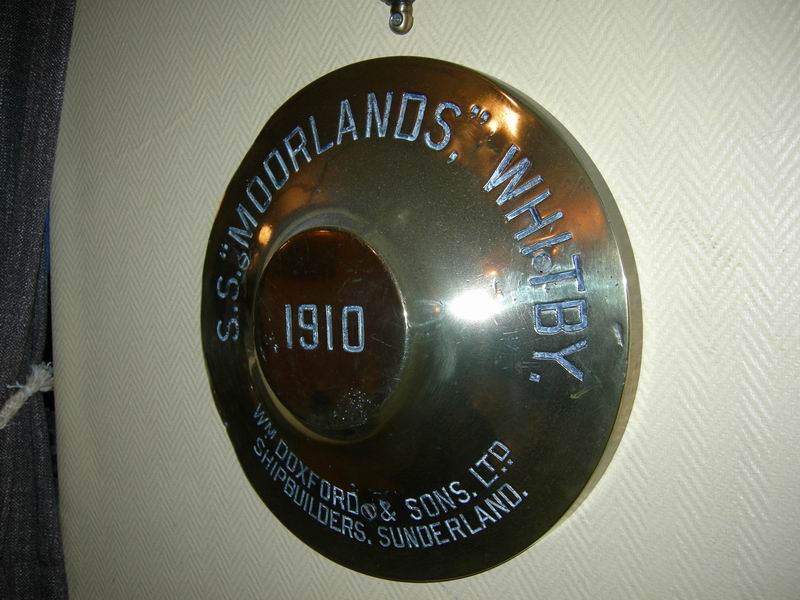 S.S. "MOORLANDS," WHITBY.
1910
WM DOXFORD & SONS. LTD.
SHIPBUILDERS. SUNDERLAND.